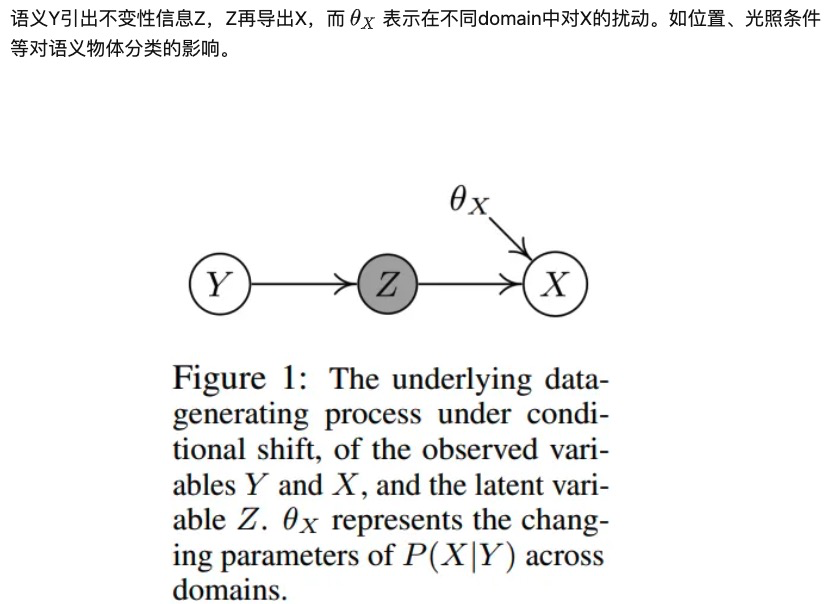 语义Y引出不变性信息Z，Z再导出X，而 θX 表示在不同domain中对X的扰动。如位置、光照条件
等对语义物体分类的影响。
θX
Y
Z
X
Figure 1: The underlying data-
generating process under condi-
tional shift, of the observed vari-
ables Y and X, and the latent vari-
able Z. θX represents the chang-
ing parameters of P(X|Y) across
domains.